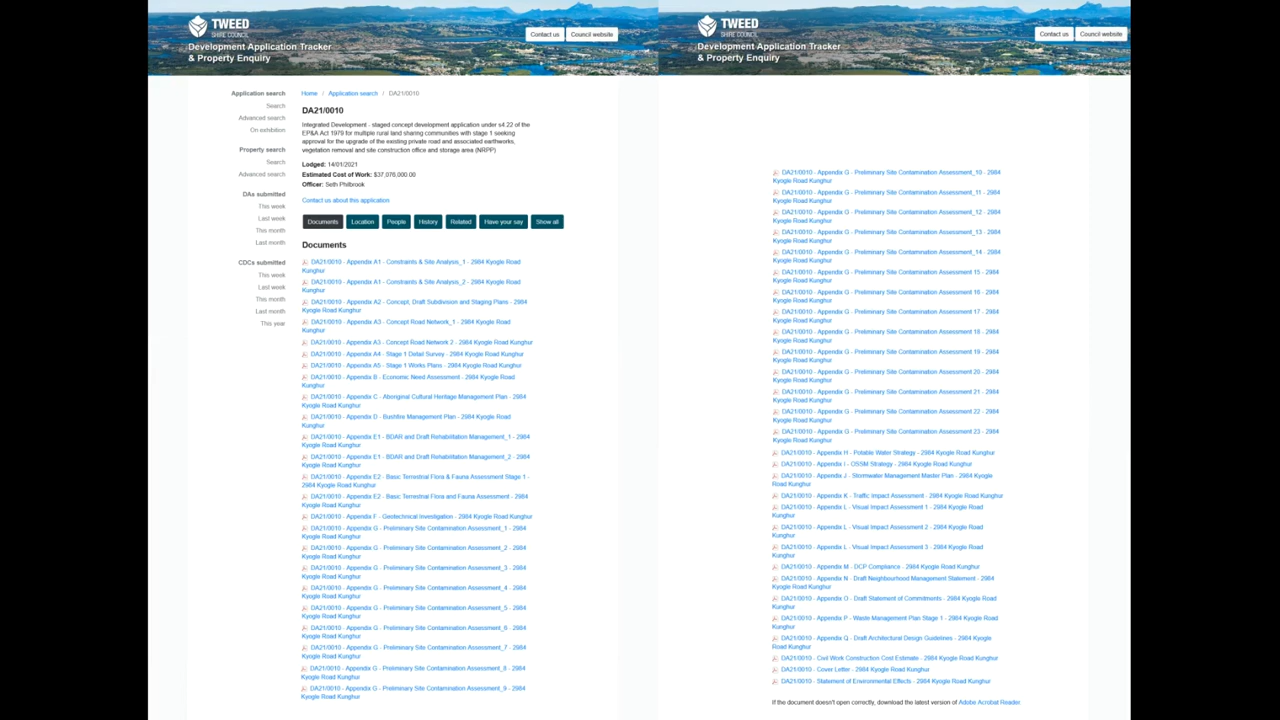 TWEED
SHIRE COUNCIL
Development Application Tracker
& Property Enquiry
Contact us
Council website
Application search
Search
Advanced search
On exhibition
Property search
Search
Advanced search
DAs submitted
This week
Last week
This month
Last month
CDCs submitted
This week
Last week
This month
Last month
This year
Home / Application search / DA21/0010
DA21/0010
Integrated Development - staged concept development application under s4.22 of the
EP&A Act 1979 for multiple rural land sharing communities with stage 1 seeking
approval for the upgrade of the existing private road and associated earthworks,
vegetation removal and site construction office and storage area (NRPP)
Lodged: 14/01/2021
Estimated Cost of Work: $37,076,000.00
Officer: Seth Philbrook
Contact us about this application
Documents Location People History Related Have your say Show all
Documents
DA21/0010 - Appendix A1 - Constraints & Site Analysis_1 - 2984 Kyogle Road
Kunghur
DA21/0010 - Appendix A1 - Constraints & Site Analysis_2 - 2984 Kyogle Road
Kunghur
DA21/0010 - Appendix A2 - Concept, Draft Subdivision and Staging Plans - 2984
Kyogle Road Kunghur
DA21/0010 - Appendix A3 - Concept Road Network_1 - 2984 Kyogle Road
Kunghur
DA21/0010 - Appendix A3 - Concept Road Network 2 - 2984 Kyogle Road Kunghur
DA21/0010 - Appendix A4 - Stage 1 Detail Survey - 2984 Kyogle Road Kunghur
DA21/0010 - Appendix A5 - Stage 1 Works Plans - 2984 Kyogle Road Kunghur
DA21/0010 - Appendix B - Economic Need Assessment - 2984 Kyogle Road
Kunghur
DA21/0010 - Appendix C - Aboriginal Cultural Heritage Management Plan - 2984
Kyogle Road Kunghur
DA21/0010 - Appendix D - Bushfire Management Plan - 2984 Kyogle Road
Kunghur
DA21/0010 - Appendix E1 - BDAR and Draft Rehabilitation Management_1 - 2984
Kyogle Road Kunghur
DA21/0010 - Appendix E1 - BDAR and Draft Rehabilitation Management_2 - 2984
Kyogle Road Kunghur
DA21/0010 - Appendix E2 - Basic Terrestrial Flora & Fauna Assessment Stage 1 -
2984 Kyogle Road Kunghur
DA21/0010 - Appendix E2 - Basic Terrestrial Flora and Fauna Assessment - 2984
Kyogle Road Kunghur
DA21/0010 - Appendix F - Geotechnical Investigation - 2984 Kyogle Road Kunghur
DA21/0010 - Appendix G - Preliminary Site Contamination Assessment_1 - 2984
Kyogle Road Kunghur
DA21/0010 - Appendix G - Preliminary Site Contamination Assessment_2 - 2984
Kyogle Road Kunghur
DA21/0010 - Appendix G - Preliminary Site Contamination Assessment_3 - 2984
Kyogle Road Kunghur
DA21/0010 - Appendix G - Preliminary Site Contamination Assessment_4 - 2984
Kyogle Road Kunghur
DA21/0010 - Appendix G - Preliminary Site Contamination Assessment_5 - 2984
Kyogle Road Kunghur
DA21/0010 - Appendix G - Preliminary Site Contamination Assessment_6 - 2984
Kyogle Road Kunghur
DA21/0010 - Appendix G - Preliminary Site Contamination Assessment_7 - 2984
Kyogle Road Kunghur
DA21/0010 - Appendix G - Preliminary Site Contamination Assessment_8 - 2984
Kyogle Road Kunghur
DA21/0010 - Appendix G - Preliminary Site Contamination Assessment_9 - 2984
Kyogle Road Kunghur
TWEED
SHIRE COUNCIL
Development Application Tracker
& Property Enquiry
Contact us
Council website
DA21/0010 - Appendix G - Preliminary Site Contamination Assessment_10 - 2984
Kyogle Road Kunghur
DA21/0010 - Appendix G - Preliminary Site Contamination Assessment_11 - 2984
Kyogle Road Kunghur
DA21/0010 - Appendix G - Preliminary Site Contamination Assessment_12 - 2984
Kyogle Road Kunghur
DA21/0010 - Appendix G - Preliminary Site Contamination Assessment_13 - 2984
Kyogle Road Kunghur
DA21/0010 - Appendix G - Preliminary Site Contamination Assessment_14 - 2984
Kyogle Road Kunghur
DA21/0010 - Appendix G - Preliminary Site Contamination Assessment 15 - 2984
Kyogle Road Kunghur
DA21/0010 - Appendix G - Preliminary Site Contamination Assessment 16 - 2984
Kyogle Road Kunghur
DA21/0010 - Appendix G - Preliminary Site Contamination Assessment 17 - 2984
Kyogle Road Kunghur
DA21/0010 - Appendix G - Preliminary Site Contamination Assessment 18 - 2984
Kyogle Road Kunghur
DA21/0010 - Appendix G - Preliminary Site Contamination Assessment 19 - 2984
Kyogle Road Kunghur
DA21/0010 - Appendix G - Preliminary Site Contamination Assessment 20 - 2984
Kyogle Road Kunghur
DA21/0010 - Appendix G - Preliminary Site Contamination Assessment 21 - 2984
Kyogle Road Kunghur
DA21/0010 - Appendix G - Preliminary Site Contamination Assessment 22 - 2984
Kyogle Road Kunghur
DA21/0010 - Appendix G - Preliminary Site Contamination Assessment 23 - 2984
Kyogle Road Kunghur
DA21/0010 - Appendix H - Potable Water Strategy - 2984 Kyogle Road Kunghur
DA21/0010 - Appendix I - OSSM Strategy - 2984 Kyogle Road Kunghur
DA21/0010 - Appendix J - Stormwater Management Master Plan - 2984 Kyogle
Road Kunghur
DA21/0010 - Appendix K - Traffic Impact Assessment - 2984 Kyogle Road Kunghur
DA21/0010 - Appendix L - Visual Impact Assessment 1 - 2984 Kyogle Road
Kunghur
DA21/0010 - Appendix L - Visual Impact Assessment 2 - 2984 Kyogle Road
Kunghur
DA21/0010 - Appendix L - Visual Impact Assessment 3 - 2984 Kyogle Road
Kunghur
DA21/0010 - Appendix M - DCP Compliance - 2984 Kyogle Road Kunghur
DA21/0010 - Appendix N - Draft Neighbourhood Management Statement - 2984
Kyogle Road Kunghur
DA21/0010 - Appendix O - Draft Statement of Commitments - 2984 Kyogle Road
Kunghur
DA21/0010 - Appendix P - Waste Management Plan Stage 1 - 2984 Kyogle Road
Kunghur
DA21/0010 - Appendix Q - Draft Architectural Design Guidelines - 2984 Kyogle
Road Kunghur
DA21/0010 - Civil Work Construction Cost Estimate - 2984 Kyogle Road Kunghur
DA21/0010 - Cover Letter - 2984 Kyogle Road Kunghur
DA21/0010 - Statement of Environmental Effects - 2984 Kyogle Road Kunghur
If the document doesn't open correctly, download the latest version of Adobe Acrobat Reader.